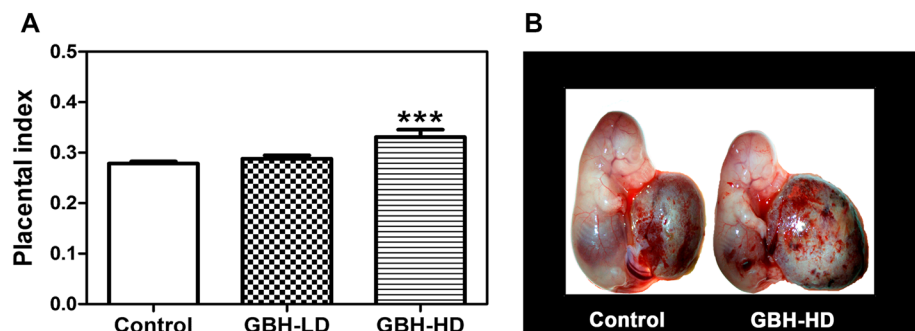 A
Placental index
0.5
0.4
0.3
0.2
0.1
0.0
***
Control
GBH-LD
GBH-HD
B
Control
GBH-HD